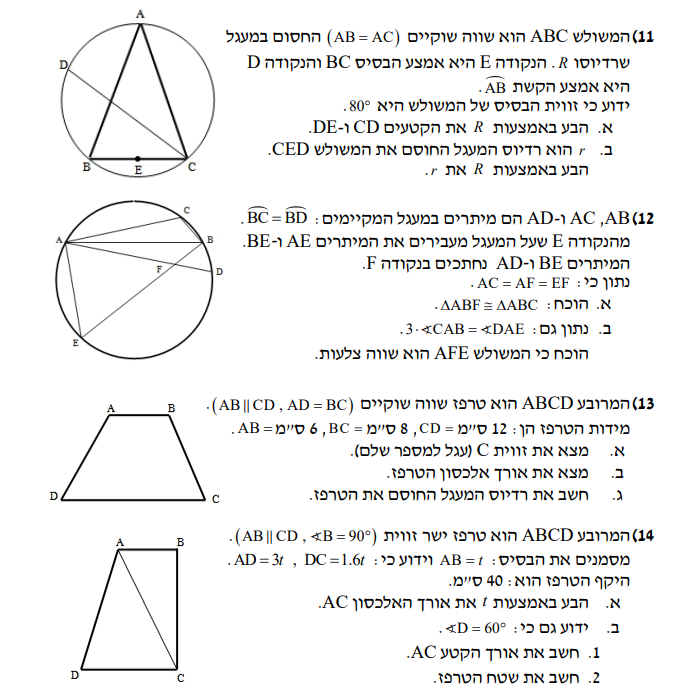 11) המשולש ABC הוא שווה שוקיים (AB = AC) החסום במעגל
שרדיוסו R. הנקודה E היא אמצע הבסיס BC והנקודה D
היא אמצע הקשת ⌢AB.
ידוע כי זווית הבסיס של המשולש היא 80°.
א. הבע באמצעות R את הקטעים CD ו-DE.
ב. r הוא רדיוס המעגל החוסם את המשולש CED.
הבע באמצעות R את r.
A
D
B
E
C
12) AB, AC ו-AD הם מיתרים במעגל המקיימים: ⌢BC = ⌢BD.
מהנקודה E שעל המעגל מעבירים את המיתרים AE ו-BE.
המיתרים BE ו-AD נחתכים בנקודה F.
נתון כי: AC = AF = EF.
א. הוכח: ΔABF ≅ ΔABC.
ב. נתון גם: 3·∢CAB = ∢DAE.
הוכח כי המשולש AFE הוא שווה צלעות.
C
A
B
F
D
E
13) המרובע ABCD הוא טרפז שווה שוקיים (AB || CD , AD = BC).
מידות הטרפז הן: 12 ס״מ = CD, 8 ס״מ = BC, 6 ס״מ = AB.
א. מצא את זווית C (עגל למספר שלם).
ב. מצא את אורך אלכסון הטרפז.
ג. חשב את רדיוס המעגל החוסם את הטרפז.
A
B
D
C
14) המרובע ABCD הוא טרפז ישר זווית (AB || CD , ∢B = 90°).
מסמנים את הבסיס: AB = t וידוע כי: AD = 3t , DC = 1.6t.
היקף הטרפז הוא: 40 ס״מ.
א. הבע באמצעות t את אורך האלכסון AC.
ב. ידוע גם כי: ∢D = 60°.
1. חשב את אורך הקטע AC.
2. חשב את שטח הטרפז.
A
B
D
C